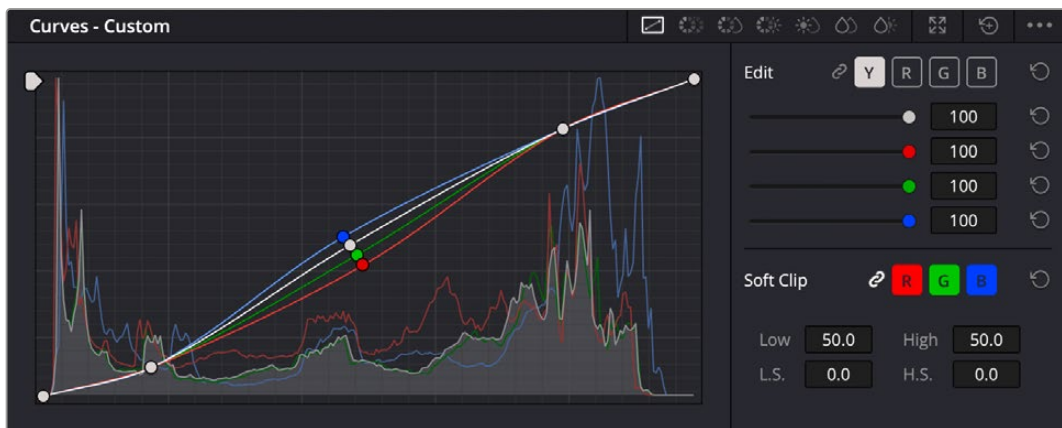 Curves - Custom
Edit Y R G B
100
100
100
100
Soft Clip R G B
Low 50.0 High 50.0
L.S. 0.0 H.S. 0.0